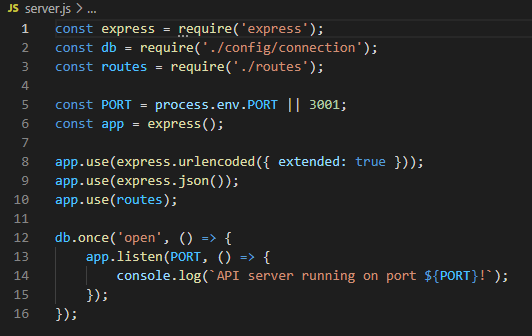 JS server.js > ...
1 const express = require('express');
2 const db = require('./config/connection');
3 const routes = require('./routes');
4
5 const PORT = process.env.PORT || 3001;
6 const app = express();
7
8 app.use(express.urlencoded({ extended: true }));
9 app.use(express.json());
10 app.use(routes);
11
12 db.once('open', () => {
13     app.listen(PORT, () => {
14         console.log(`API server running on port ${PORT}!`);
15     });
16 });